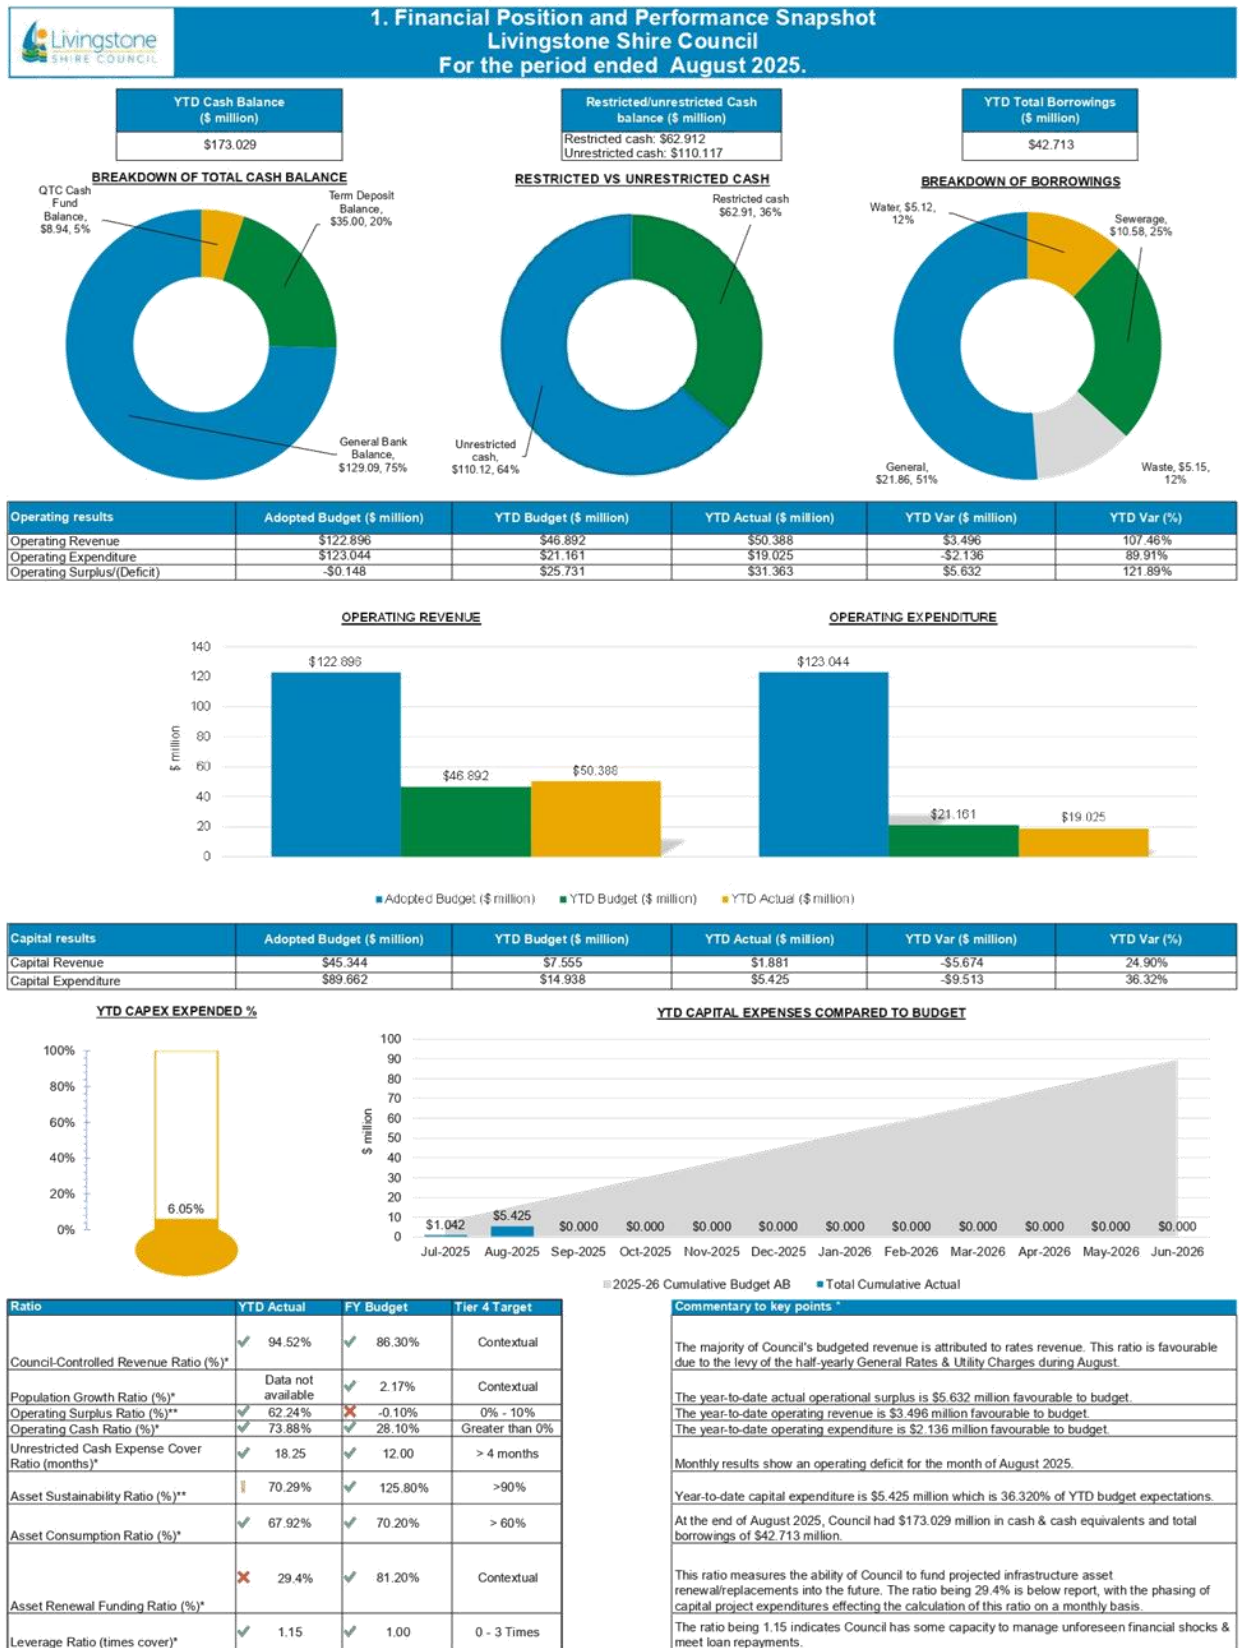 Livingstone
SHIRE COUNCIL
1. Financial Position and Performance Snapshot
Livingstone Shire Council
For the period ended August 2025.
YTD Cash Balance
($ million)
$173.029
Restricted/unrestricted Cash
balance ($ million)
Restricted cash: $62.912
Unrestricted cash: $110.117
YTD Total Borrowings
($ million)
$42.713
BREAKDOWN OF TOTAL CASH BALANCE
QTC Cash
Fund
Balance,
$8.94, 5%
Term Deposit
Balance,
$35.00, 20%
General Bank
Balance,
$129.09, 75%
RESTRICTED VS UNRESTRICTED CASH
Restricted cash
$62.91, 36%
Unrestricted
cash,
$110.12, 64%
BREAKDOWN OF BORROWINGS
Water, $5.12,
12%
Sewerage,
$10.58, 25%
General,
$21.86, 51%
Waste, $5.15,
12%
Operating results Adopted Budget ($ million) YTD Budget ($ million) YTD Actual ($ million) YTD Var ($ million) YTD Var (%)
Operating Revenue $122.896 $46.892 $50.388 $3.496 107.46%
Operating Expenditure $123.044 $21.161 $19.025 -$2.136 89.91%
Operating Surplus/(Deficit) -$0.148 $25.731 $31.363 $5.632 121.89%
OPERATING REVENUE
OPERATING EXPENDITURE
$ million
140
120
100
80
60
40
20
0
$122.896
$46.892
$50.388
$123.044
$21.161
$19.025
Adopted Budget ($ million) YTD Budget ($ million) YTD Actual ($ million)
Capital results Adopted Budget ($ million) YTD Budget ($ million) YTD Actual ($ million) YTD Var ($ million) YTD Var (%)
Capital Revenue $45.344 $7.555 $1.881 -$5.674 24.90%
Capital Expenditure $89.662 $14.938 $5.425 -$9.513 36.32%
YTD CAPEX EXPENDED %
100%
80%
60%
40%
20%
0%
6.05%
YTD CAPITAL EXPENSES COMPARED TO BUDGET
$ million
100
90
80
70
60
50
40
30
20
10
0
$1.042 $5.425 $0.000 $0.000 $0.000 $0.000 $0.000 $0.000 $0.000 $0.000 $0.000 $0.000
Jul-2025 Aug-2025 Sep-2025 Oct-2025 Nov-2025 Dec-2025 Jan-2026 Feb-2026 Mar-2026 Apr-2026 May-2026 Jun-2026
2025-26 Cumulative Budget AB Total Cumulative Actual
Ratio YTD Actual FY Budget Tier 4 Target
Council-Controlled Revenue Ratio (%)* 94.52% 86.30% Contextual
Population Growth Ratio (%)* Data not
available 2.17% Contextual
Operating Surplus Ratio (%)** 62.24% -0.10% 0% - 10%
Operating Cash Ratio (%)* 73.88% 28.10% Greater than 0%
Unrestricted Cash Expense Cover
Ratio (months)* 18.25 12.00 > 4 months
Asset Sustainability Ratio (%)** 70.29% 125.80% >90%
Asset Consumption Ratio (%)* 67.92% 70.20% > 60%
Asset Renewal Funding Ratio (%)* 29.4% 81.20% Contextual
Leverage Ratio (times cover)* 1.15 1.00 0 - 3 Times
Commentary to key points *
The majority of Council's budgeted revenue is attributed to rates revenue. This ratio is favourable
due to the levy of the half-yearly General Rates & Utility Charges during August.
The year-to-date actual operational surplus is $5.632 million favourable to budget.
The year-to-date operating revenue is $3.496 million favourable to budget.
The year-to-date operating expenditure is $2.136 million favourable to budget.
Monthly results show an operating deficit for the month of August 2025.
Year-to-date capital expenditure is $5.425 million which is 36.320% of YTD budget expectations.
At the end of August 2025, Council had $173.029 million in cash & cash equivalents and total
borrowings of $42.713 million.
This ratio measures the ability of Council to fund projected infrastructure asset
renewal/replacements into the future. The ratio being 29.4% is below report, with the phasing of
capital project expenditures effecting the calculation of this ratio on a monthly basis.
The ratio being 1.15 indicates Council has some capacity to manage unforeseen financial shocks &
meet loan repayments.